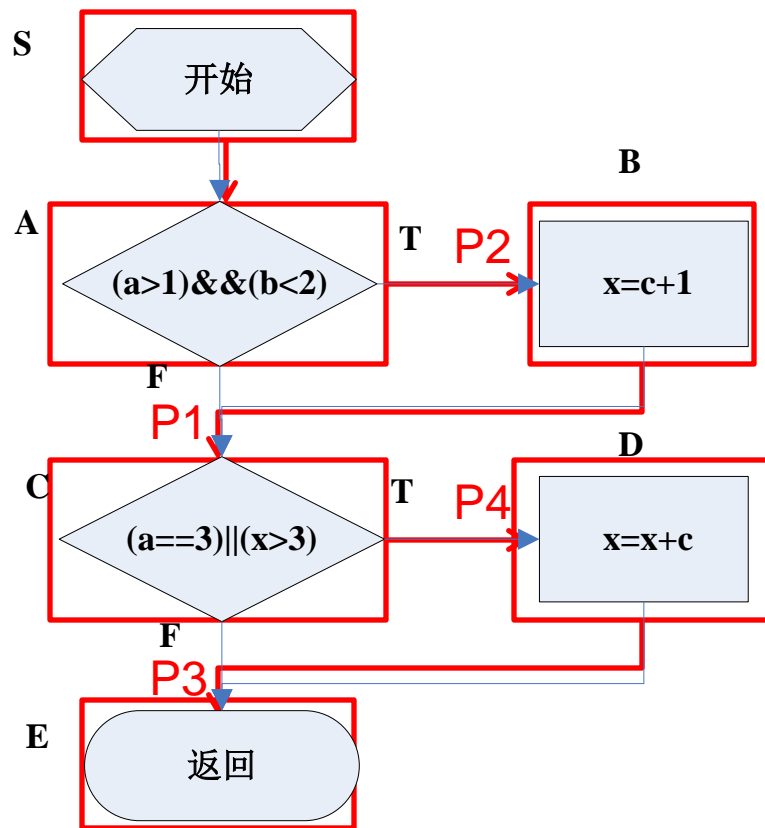 S
开始
A
(a>1)&&(b<2)
T
P2
B
x=c+1
F
P1
C
(a==3)||(x>3)
T
P4
D
x=x+c
F
P3
E
返回